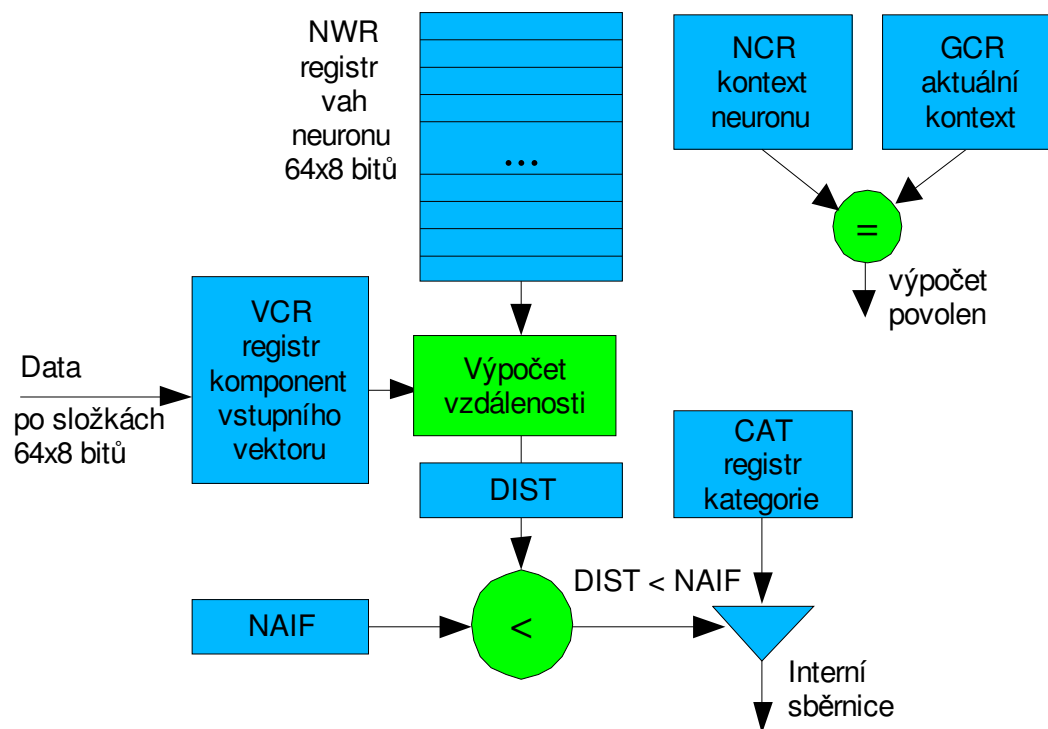 NWR
registr
vah
neuronu
64x8 bitů
...
NCR
kontext
neuronu
GCR
aktuální
kontext
=
výpočet
povolen
Data
po složkách
64x8 bitů
VCR
registr
komponent
vstupního
vektoru
Výpočet
vzdálenosti
DIST
CAT
registr
kategorie
NAIF
<
DIST < NAIF
Interní
sběrnice